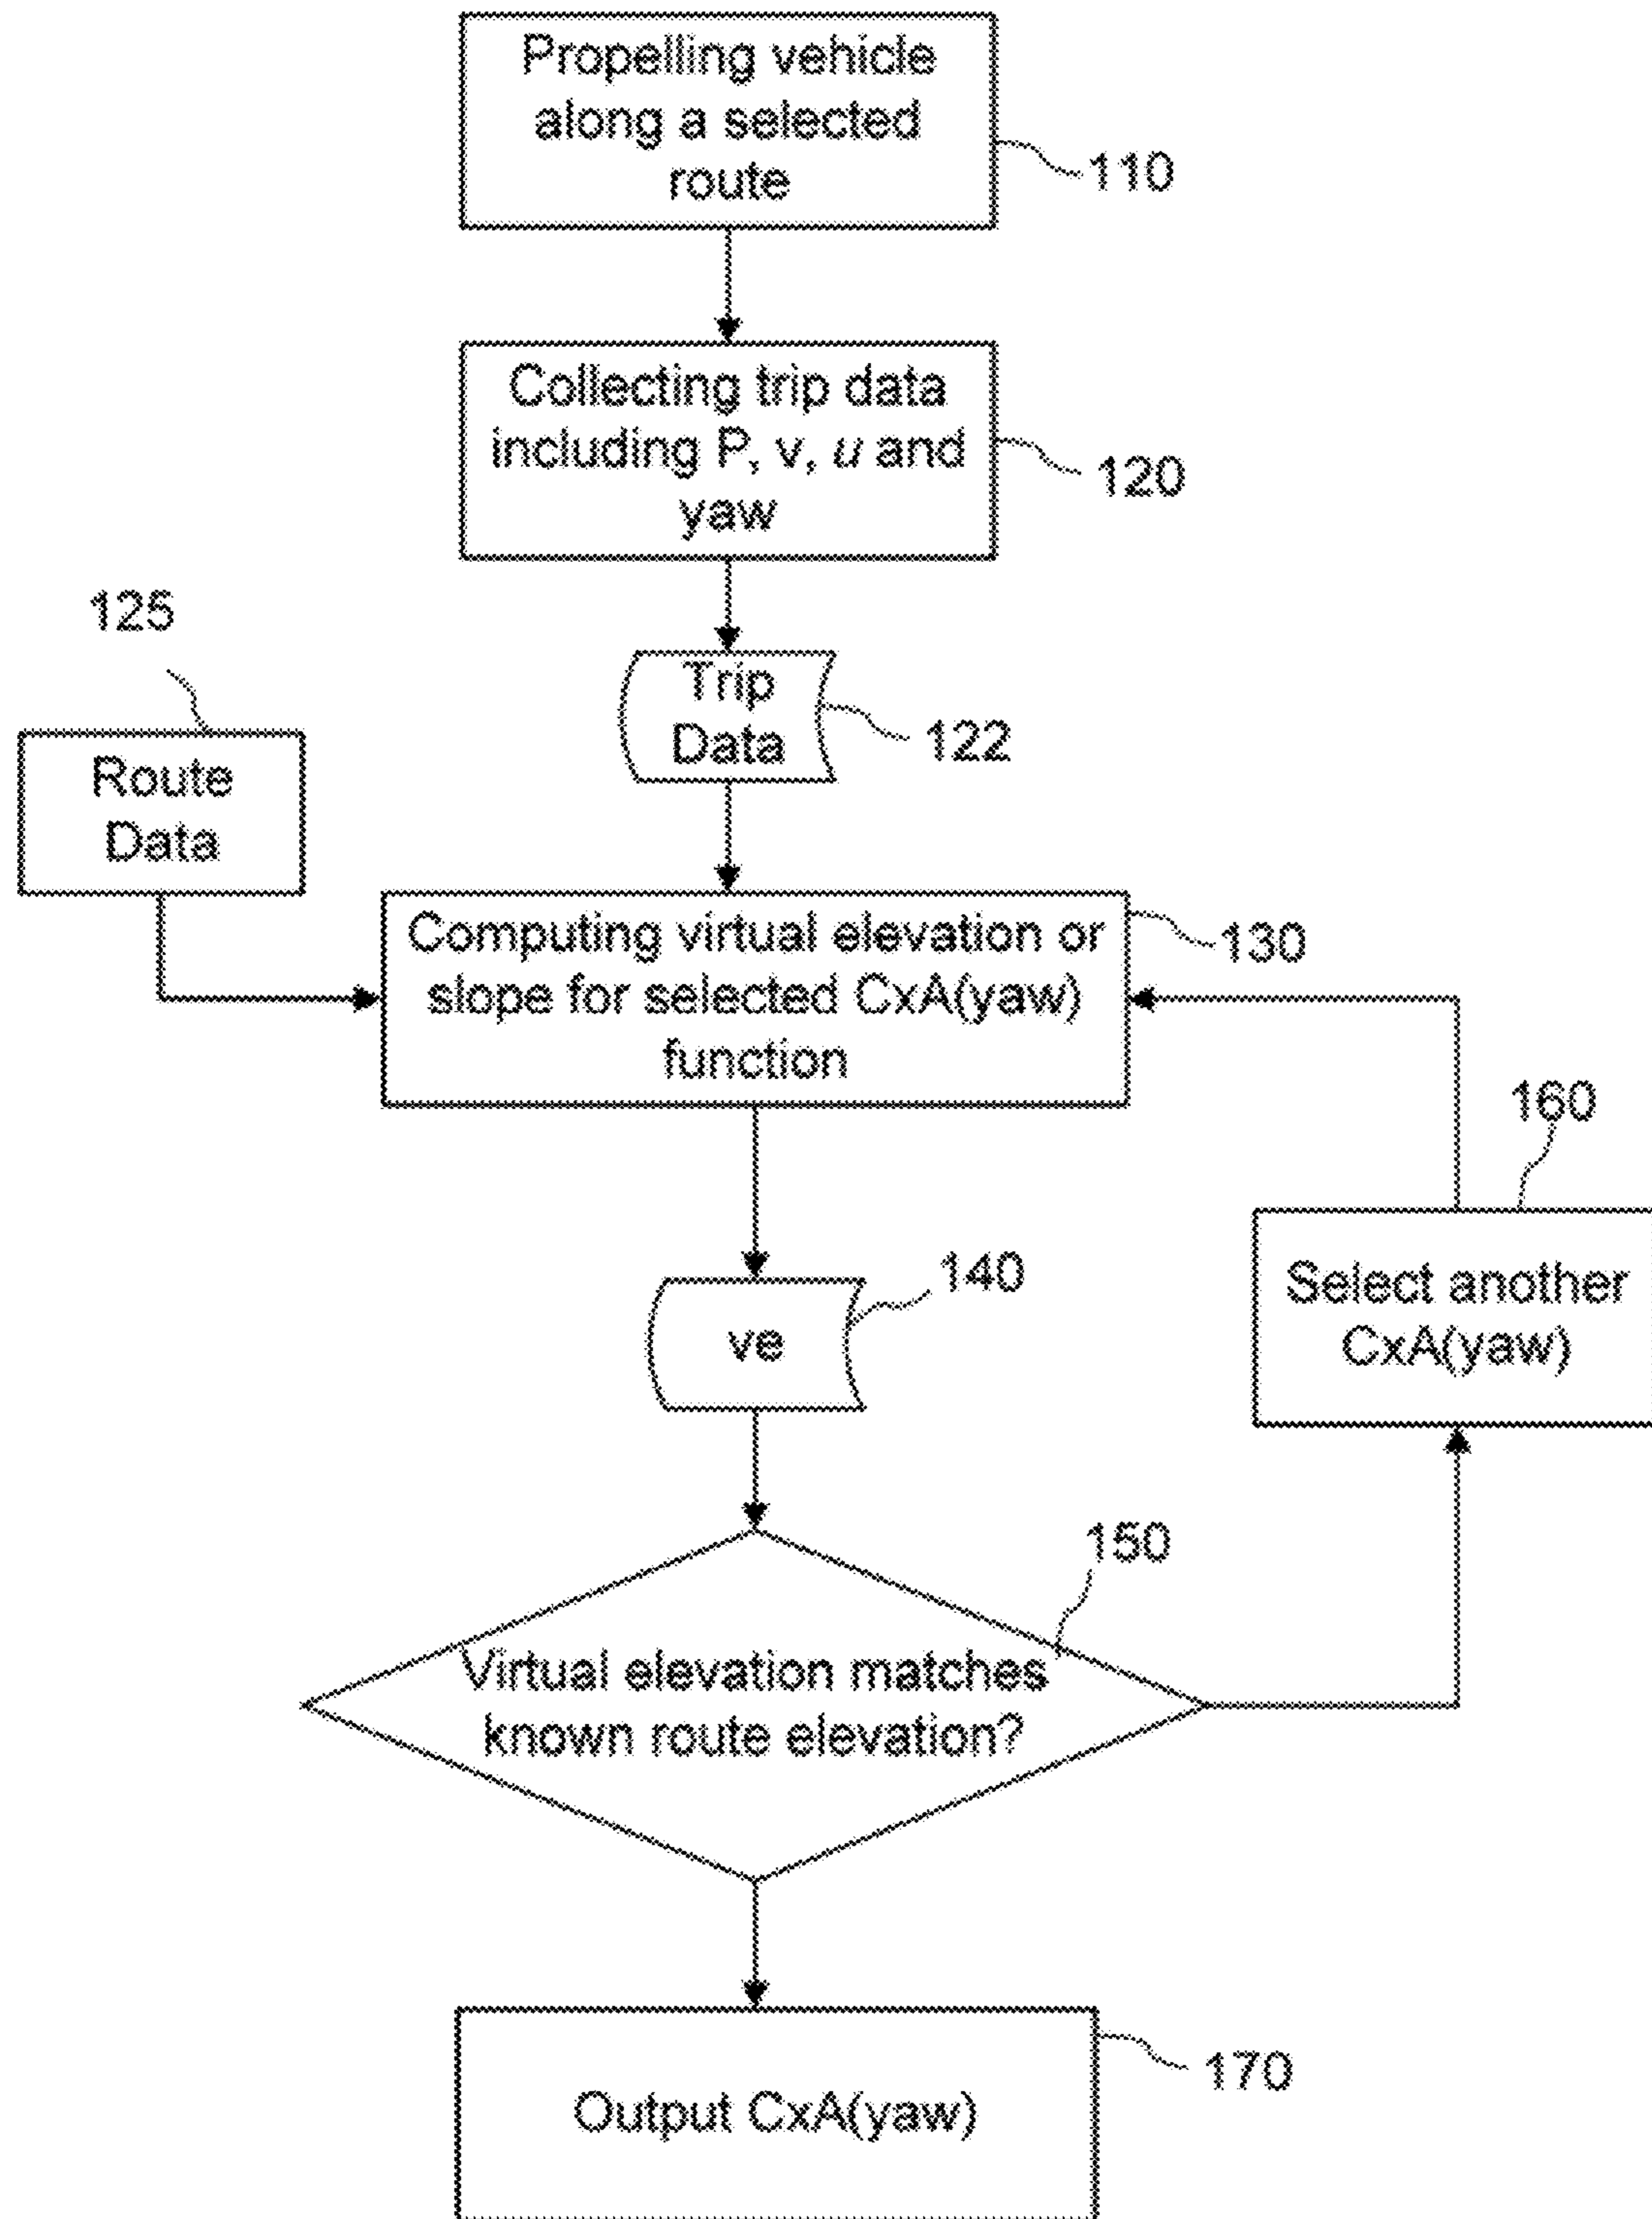 Propelling vehicle
along a selected
route
110
Collecting trip data
including P, v, u and
yaw
120
125
Trip
Data
122
Route
Data
Computing virtual elevation or
slope for selected CxA(yaw)
function
130
160
Select another
CxA(yaw)
140
ve
150
Virtual elevation matches
known route elevation?
170
Output CxA(yaw)